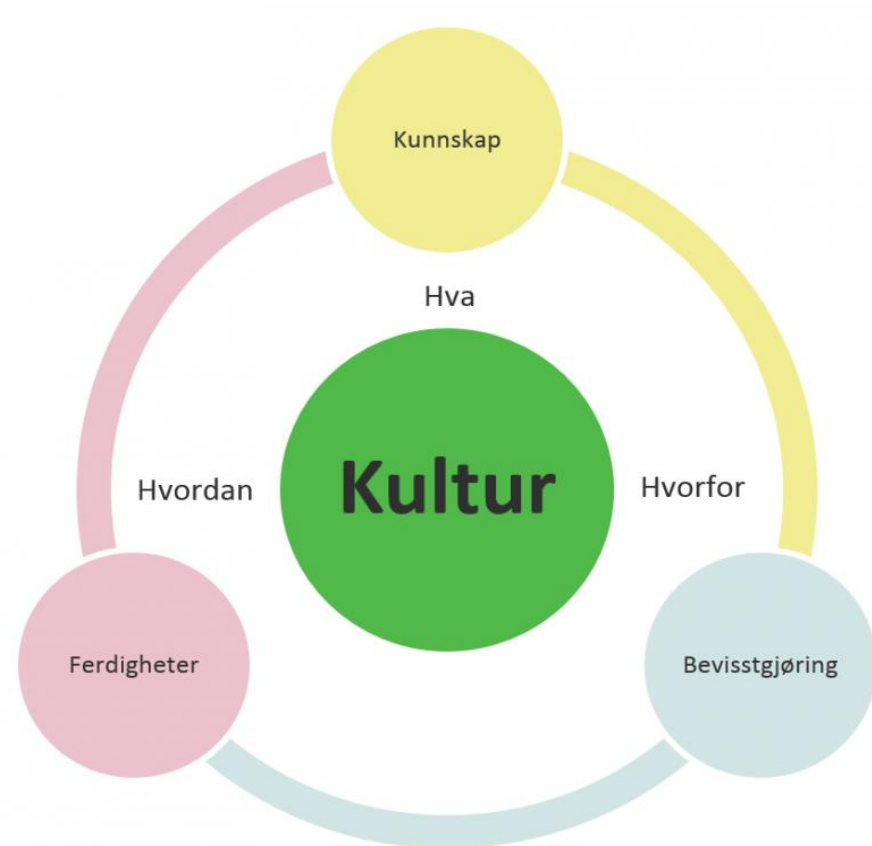 Kunnskap
Hva
Kultur
Hvordan
Hvorfor
Ferdigheter
Bevisstgjøring